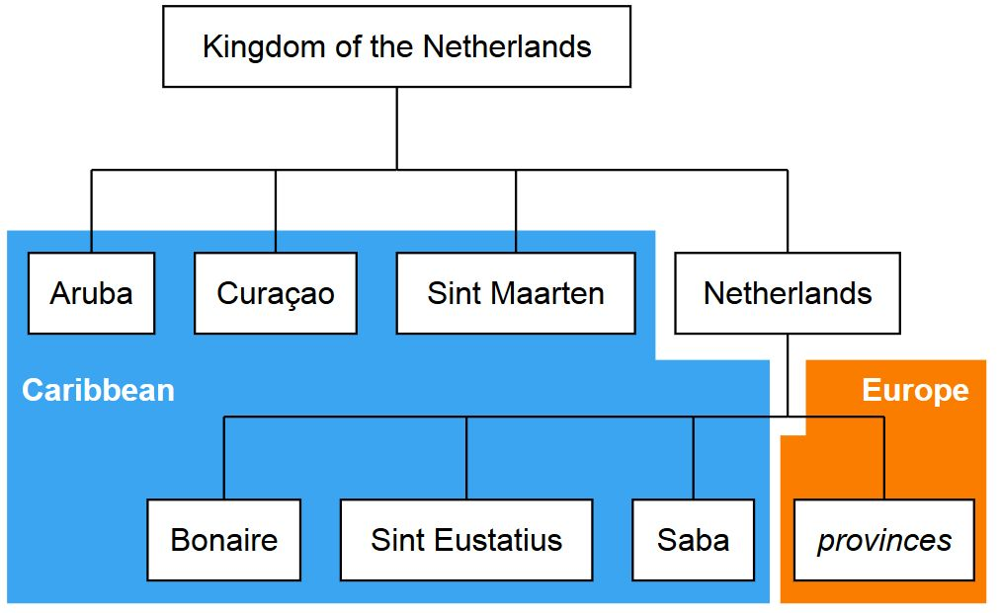 Kingdom of the Netherlands
Aruba
Curaçao
Sint Maarten
Netherlands
Caribbean
Europe
Bonaire
Sint Eustatius
Saba
provinces